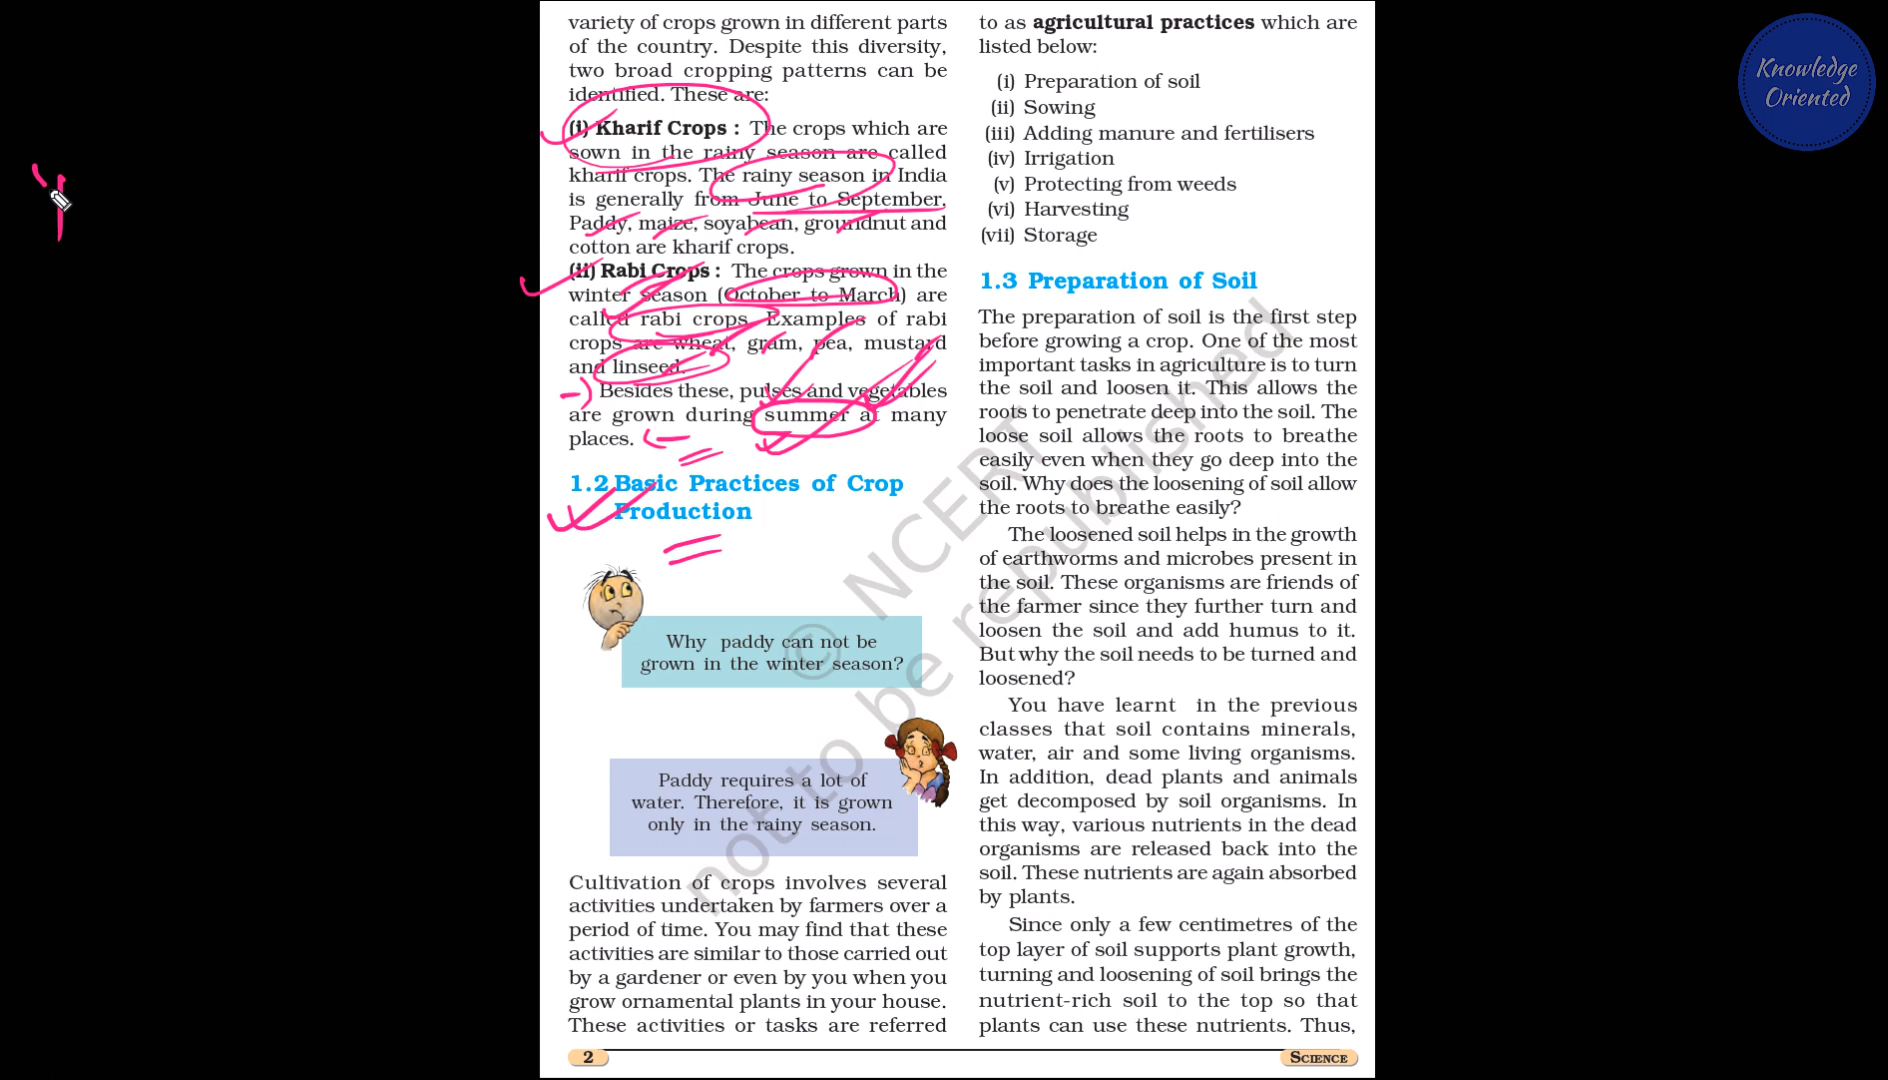 variety of crops grown in different parts
of the country. Despite this diversity,
two broad cropping patterns can be
identified. These are:
(i) Kharif Crops : The crops which are
sown in the rainy season are called
kharif crops. The rainy season in India
is generally from June to September.
Paddy, maize, soyabean, groundnut and
cotton are kharif crops.
(ii) Rabi Crops : The crops grown in the
winter season (October to March) are
called rabi crops. Examples of rabi
crops are wheat, gram, pea, mustard
and linseed.
Besides these, pulses and vegetables
are grown during summer at many
places.
1.2 Basic Practices of Crop
Production
Why paddy can not be
grown in the winter season?
Paddy requires a lot of
water. Therefore, it is grown
only in the rainy season.
Cultivation of crops involves several
activities undertaken by farmers over a
period of time. You may find that these
activities are similar to those carried out
by a gardener or even by you when you
grow ornamental plants in your house.
These activities or tasks are referred
to as agricultural practices which are
listed below:
(i) Preparation of soil
(ii) Sowing
(iii) Adding manure and fertilisers
(iv) Irrigation
(v) Protecting from weeds
(vi) Harvesting
(vii) Storage
1.3 Preparation of Soil
The preparation of soil is the first step
before growing a crop. One of the most
important tasks in agriculture is to turn
the soil and loosen it. This allows the
roots to penetrate deep into the soil. The
loose soil allows the roots to breathe
easily even when they go deep into the
soil. Why does the loosening of soil allow
the roots to breathe easily?
The loosened soil helps in the growth
of earthworms and microbes present in
the soil. These organisms are friends of
the farmer since they further turn and
loosen the soil and add humus to it.
But why the soil needs to be turned and
loosened?
You have learnt in the previous
classes that soil contains minerals,
water, air and some living organisms.
In addition, dead plants and animals
get decomposed by soil organisms. In
this way, various nutrients in the dead
organisms are released back into the
soil. These nutrients are again absorbed
by plants.
Since only a few centimetres of the
top layer of soil supports plant growth,
turning and loosening of soil brings the
nutrient-rich soil to the top so that
plants can use these nutrients. Thus,
2
SCIENCE
© NCERT
not to be republished
Knowledge
Oriented